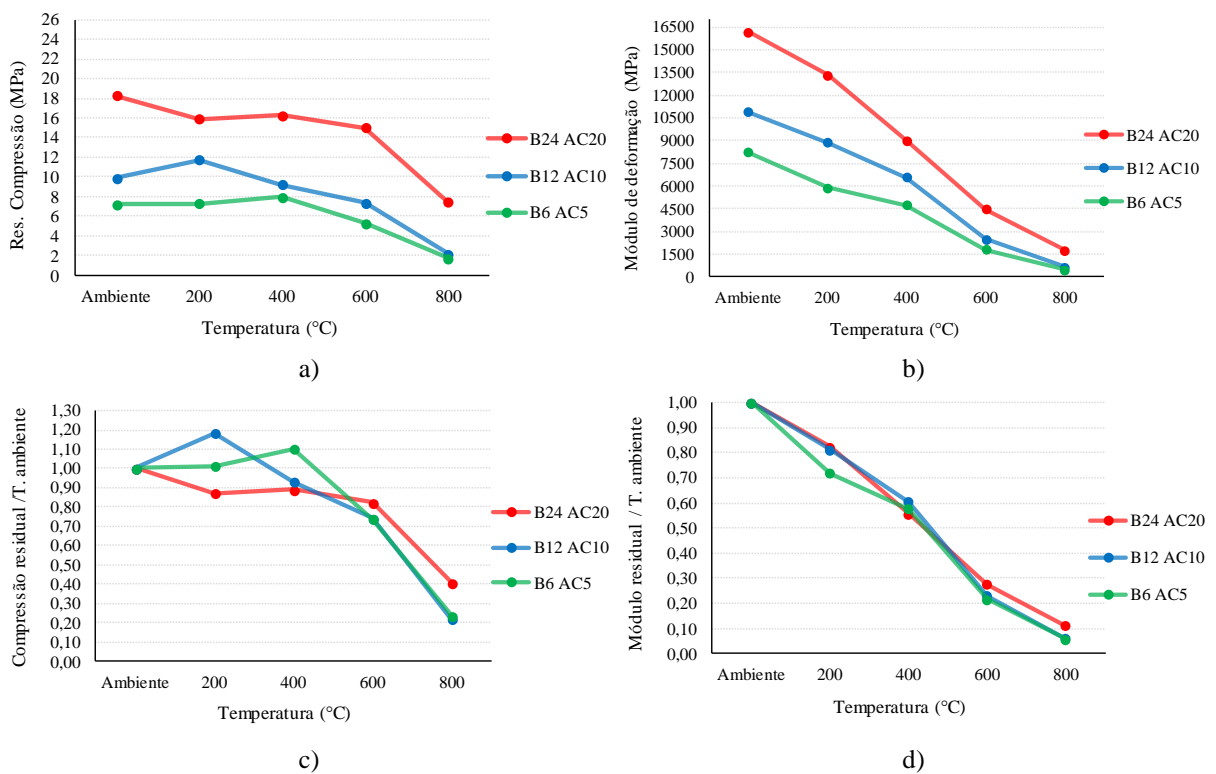 Res. Compressão (MPa)
26
24
22
20
18
16
14
12
10
8
6
4
2
0
Ambiente 200 400 600 800
Temperatura (°C)
B24 AC20
B12 AC10
B6 AC5
a)
Módulo de deformação (MPa)
16500
15000
13500
12000
10500
9000
7500
6000
4500
3000
1500
0
Ambiente 200 400 600 800
Temperatura (°C)
B24 AC20
B12 AC10
B6 AC5
b)
Compressão residual /T. ambiente
1,30
1,20
1,10
1,00
0,90
0,80
0,70
0,60
0,50
0,40
0,30
0,20
0,10
0,00
Ambiente 200 400 600 800
Temperatura (°C)
B24 AC20
B12 AC10
B6 AC5
c)
Módulo residual / T. ambiente
1,00
0,90
0,80
0,70
0,60
0,50
0,40
0,30
0,20
0,10
0,00
Ambiente 200 400 600 800
Temperatura (°C)
B24 AC20
B12 AC10
B6 AC5
d)